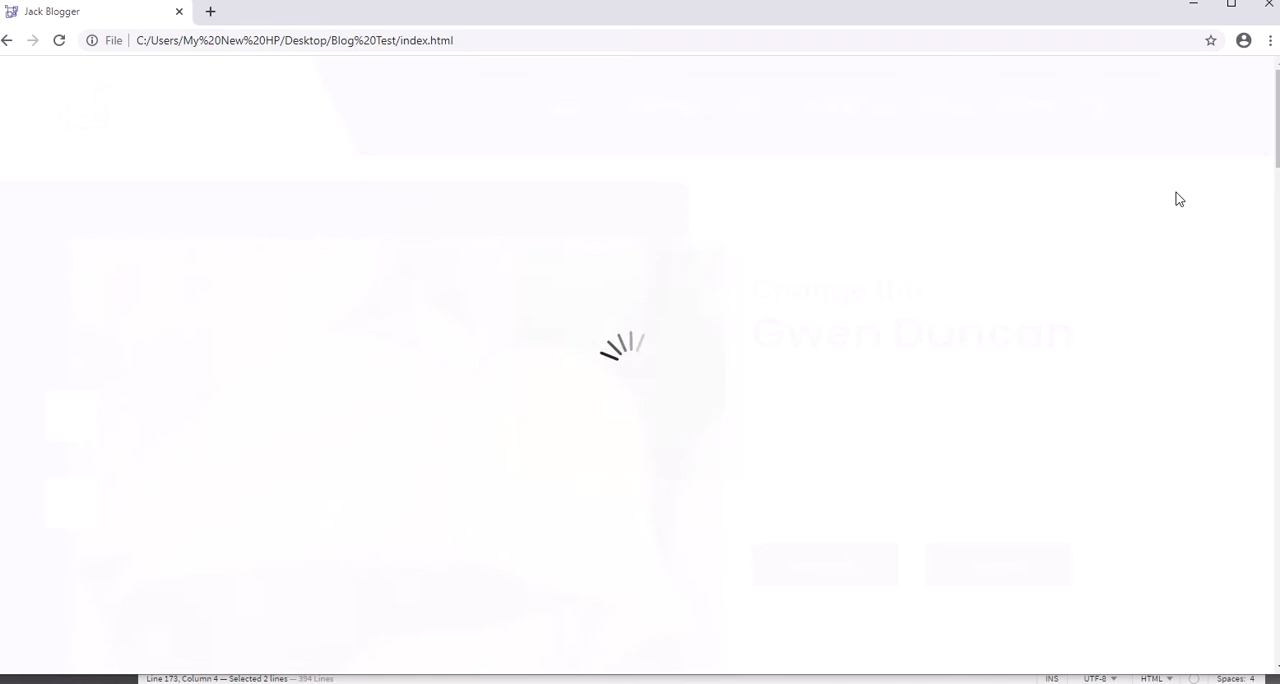 Jack Blogger
File
C:/Users/My%20New%20HP/Desktop/Blog%20Test/index.html
Change this
Gwen Duncan
Line 173, Column 4 — Selected 2 lines — 394 Lines
INS
UTF-8
HTML
Spaces: 4